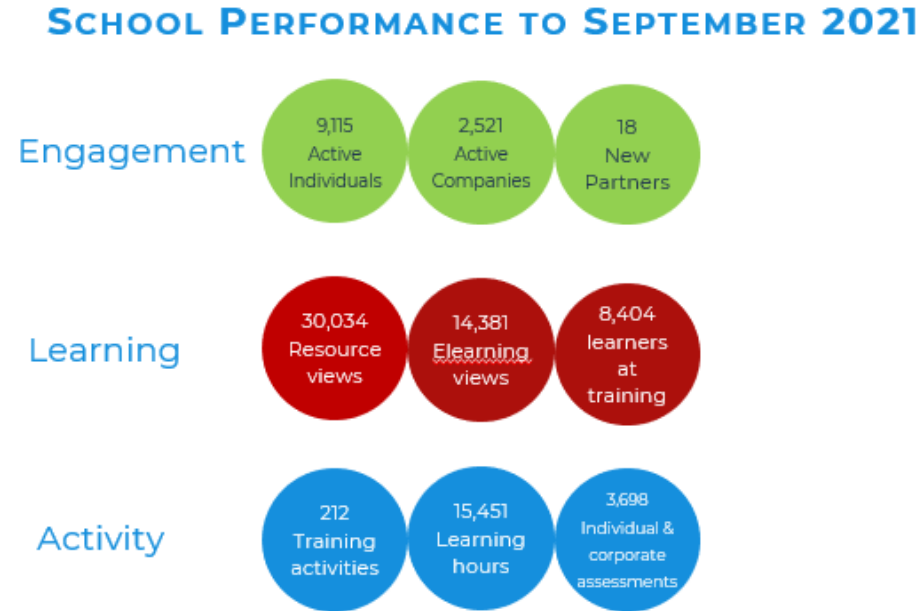 SCHOOL PERFORMANCE TO SEPTEMBER 2021
Engagement
9,115
Active
Individuals
2,521
Active
Companies
18
New
Partners
Learning
30,034
Resource
views
14,381
Elearning
views
8,404
learners
at
training
Activity
212
Training
activities
15,451
Learning
hours
3,698
Individual &
corporate
assessments